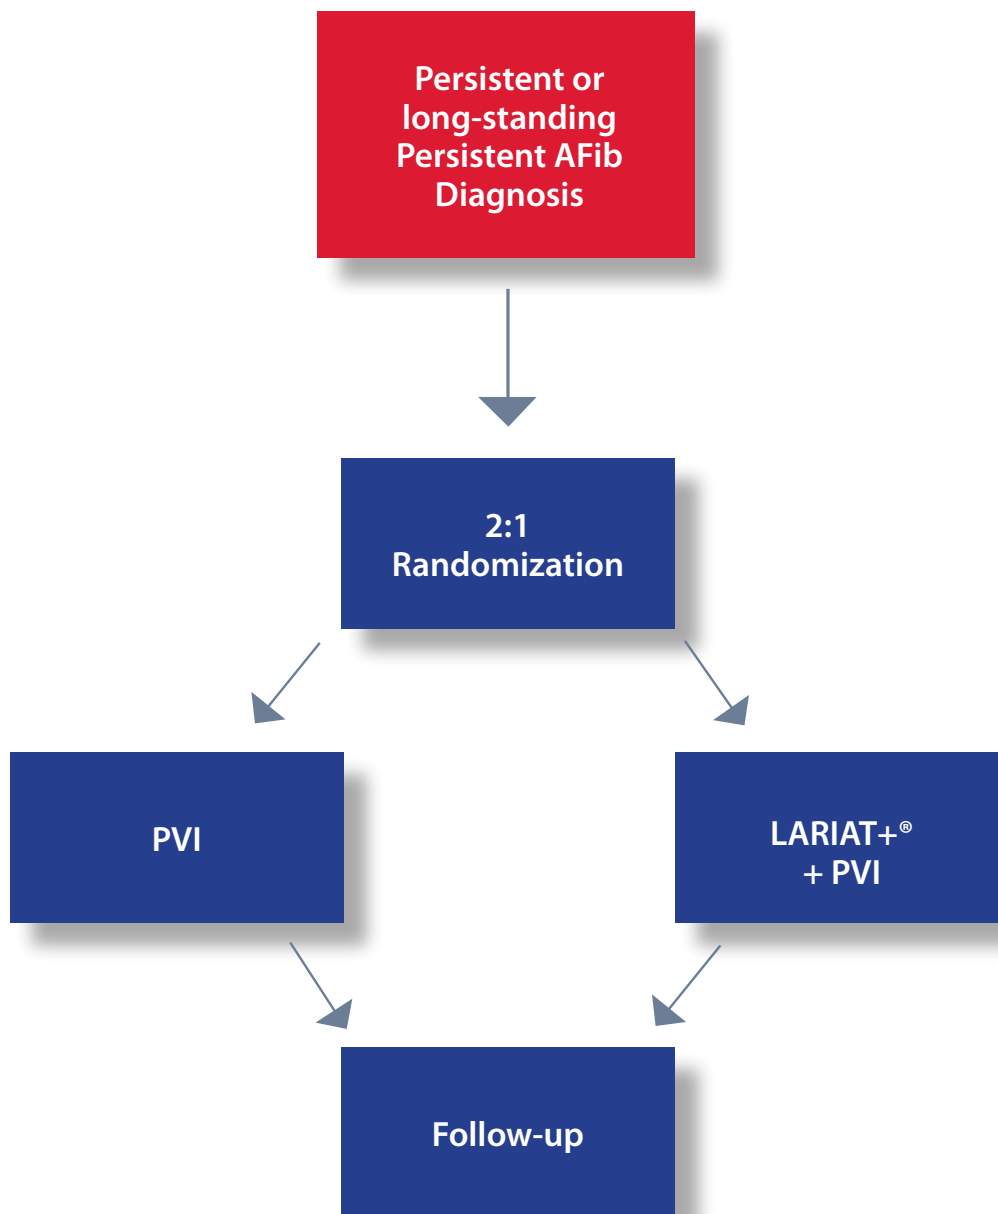 Persistent or
long-standing
Persistent AFib
Diagnosis
2:1
Randomization
PVI
LARIAT+®
+ PVI
Follow-up